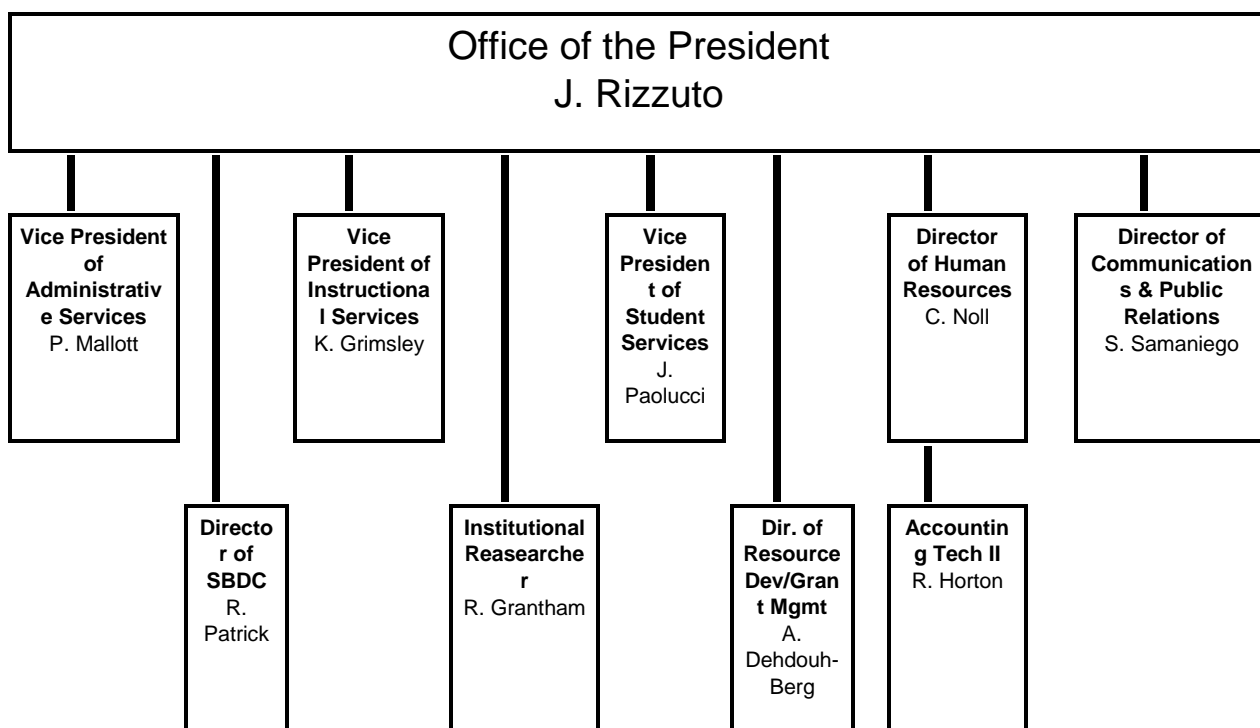 Office of the President
J. Rizzuto
Vice President
of
Administrativ
e Services
P. Mallott
Vice
President of
Instructiona
l Services
K. Grimsley
Vice
Presiden
t of
Student
Services
J.
Paolucci
Director
of Human
Resources
C. Noll
Director of
Communication
s & Public
Relations
S. Samaniego
Directo
r of
SBDC
R.
Patrick
Institutional
Reasearche
r
R. Grantham
Dir. of
Resource
Dev/Gran
t Mgmt
A.
Dehdouh-
Berg
Accountin
g Tech II
R. Horton